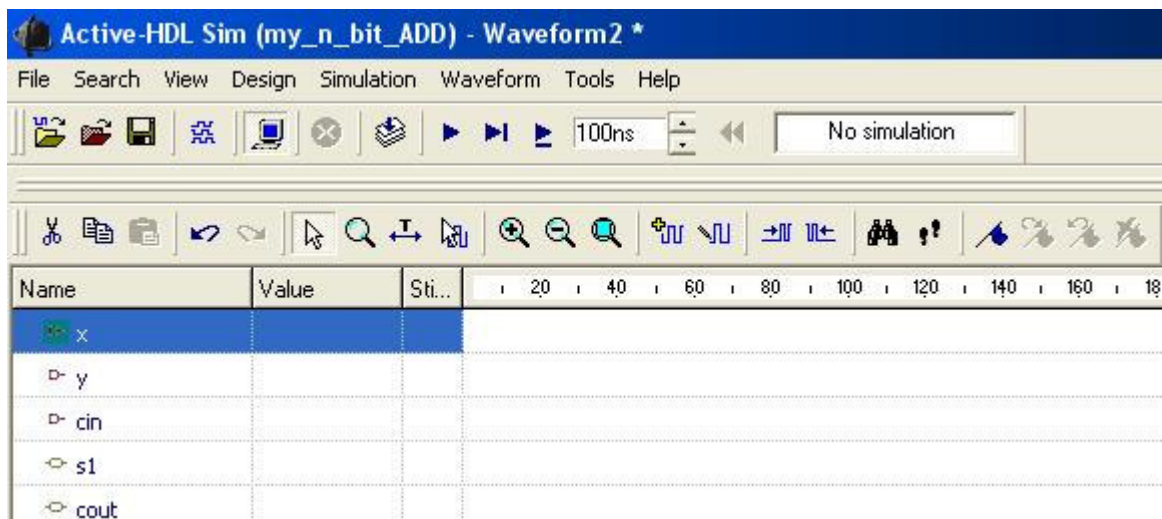 Active-HDL Sim (my_n_bit_ADD) - Waveform2 *
File Search View Design Simulation Waveform Tools Help
100ns No simulation
Name Value Sti... 20 40 60 80 100 120 140 160 18
x
y
cin
s1
cout